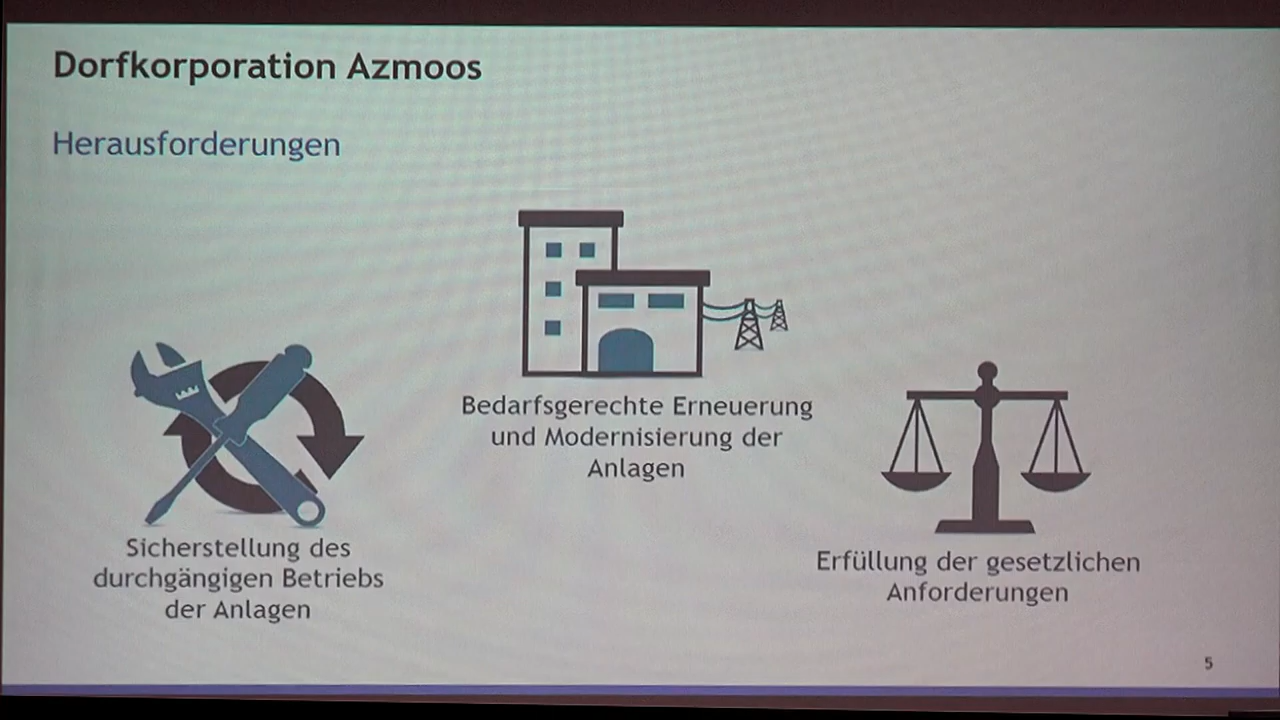 Dorfkorporation Azmoos
Herausforderungen
Bedarfsgerechte Erneuerung
und Modernisierung der
Anlagen
Sicherstellung des
durchgängigen Betriebs
der Anlagen
Erfüllung der gesetzlichen
Anforderungen
5